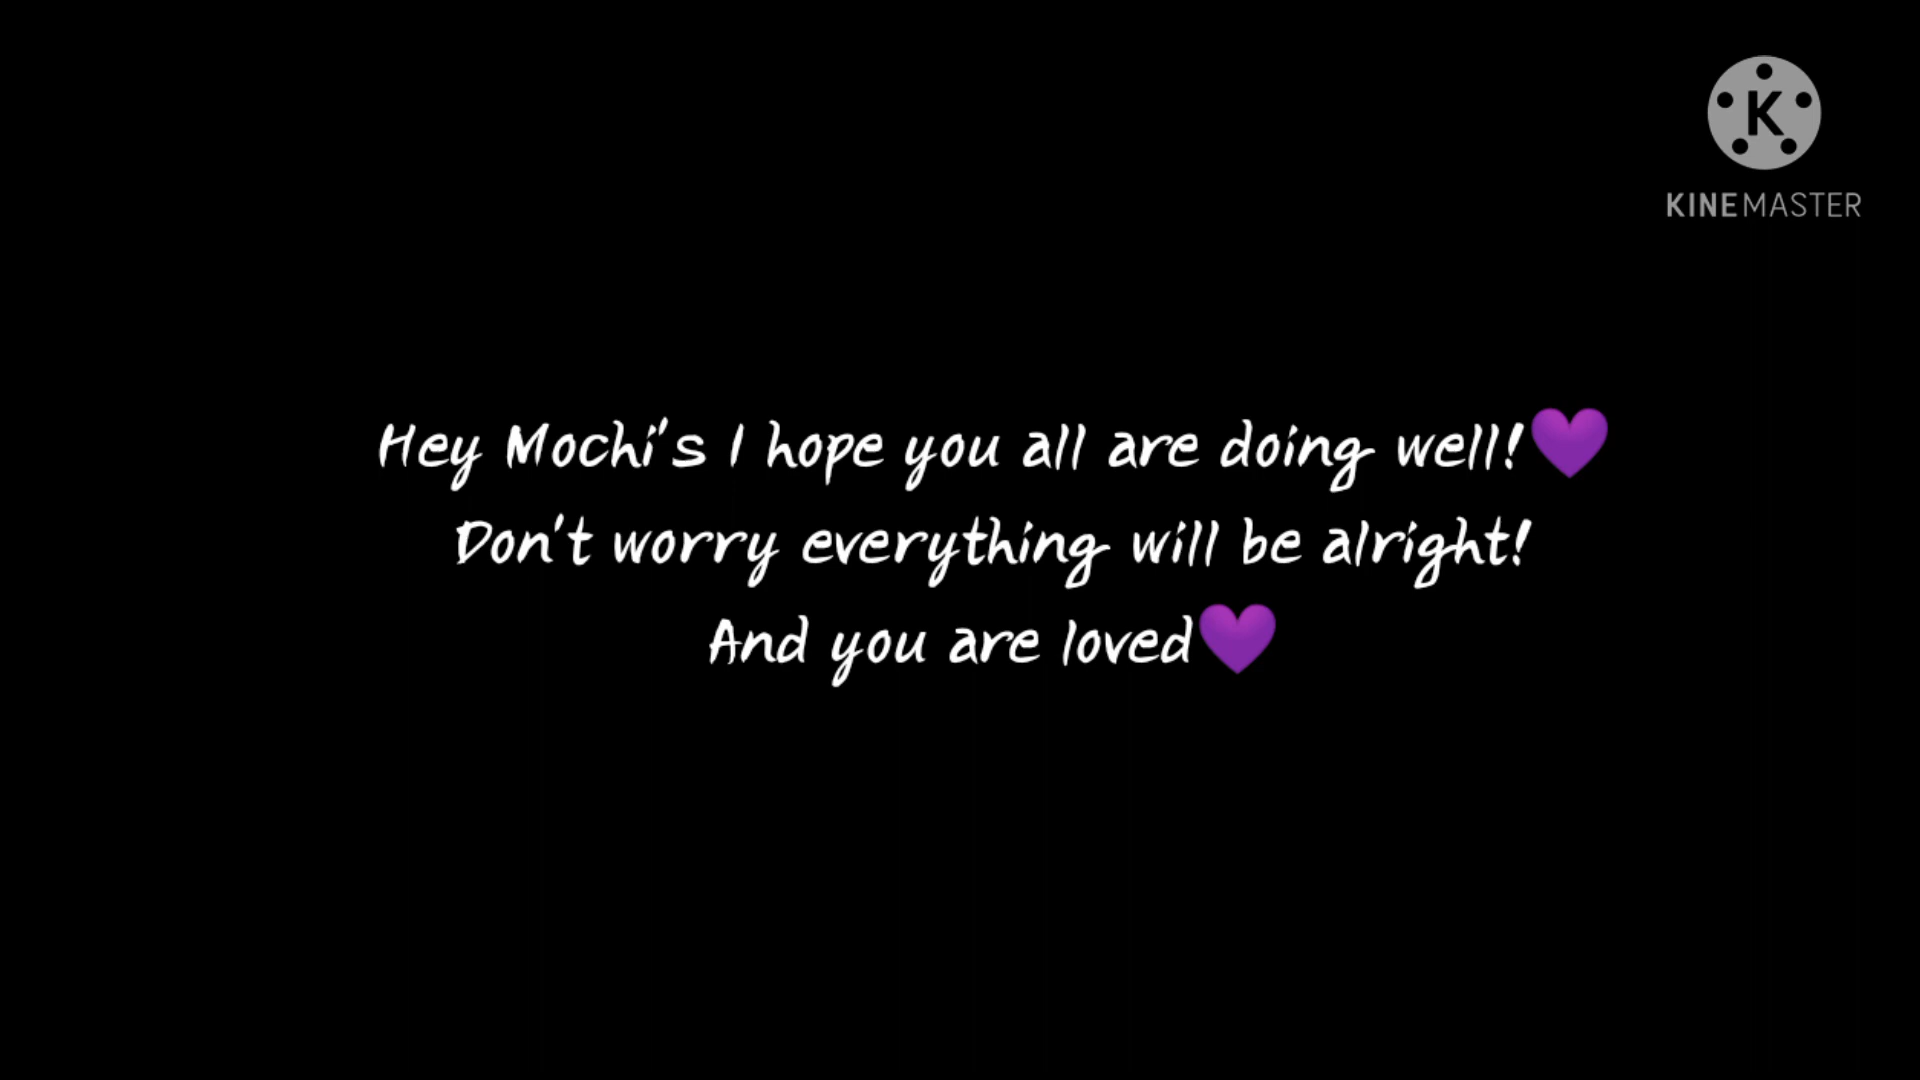 K
KINEMASTER
Hey Mochi's I hope you all are doing well!💜
Don't worry everything will be alright!
And you are loved💜